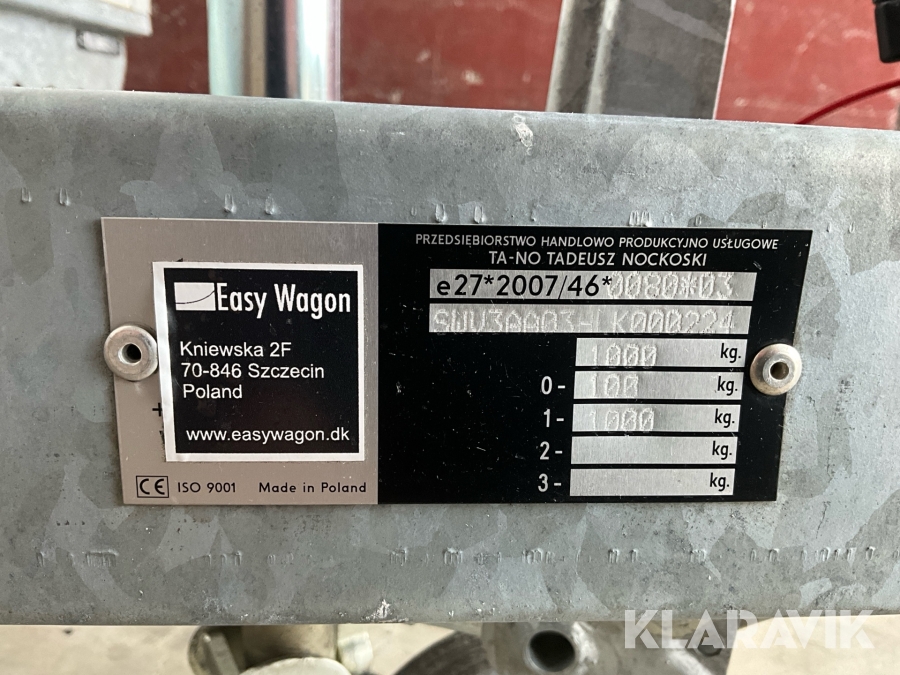 Easy Wagon
Kniewska 2F
70-846 Szczecin
Poland
www.easywagon.dk
CE ISO 9001 Made in Poland
PRZEDSIĘBIORSTWO HANDLOWO PRODUKCYJNO USŁUGOWE
TA-NO TADEUSZ NOCKOSKI
e27*2007/46*0080*03
1000 kg.
0- 100 kg.
1- 1000 kg.
2- kg.
3- kg.
KLARAVIK